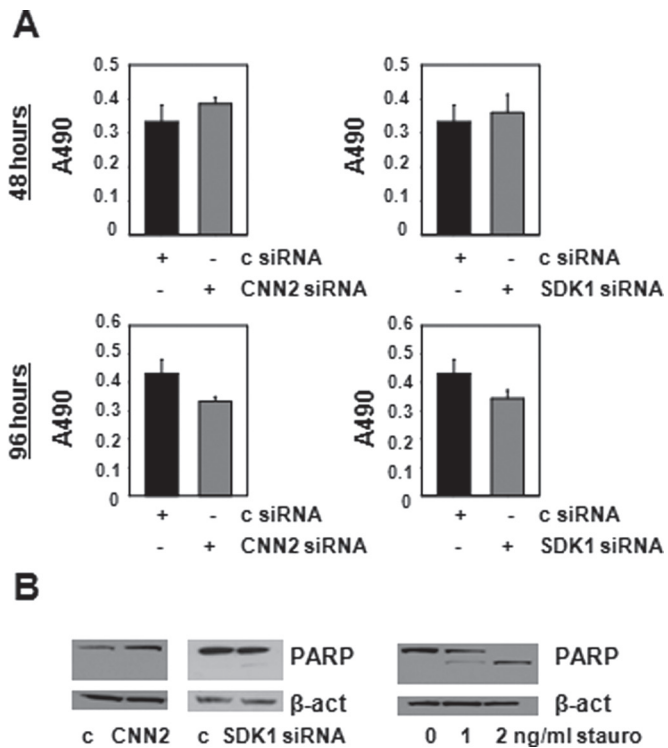 A
48 hours
A490
0.5
0.4
0.3
0.2
0.1
0
+ - c siRNA
- + CNN2 siRNA
A490
0.5
0.4
0.3
0.2
0.1
0
+ - c siRNA
- + SDK1 siRNA
96 hours
A490
0.6
0.5
0.4
0.3
0.2
0.1
0
+ - c siRNA
- + CNN2 siRNA
A490
0.6
0.5
0.4
0.3
0.2
0.1
0
+ - c siRNA
- + SDK1 siRNA
B
PARP
β-act
c CNN2 c SDK1 siRNA
PARP
β-act
0 1 2 ng/ml stauro